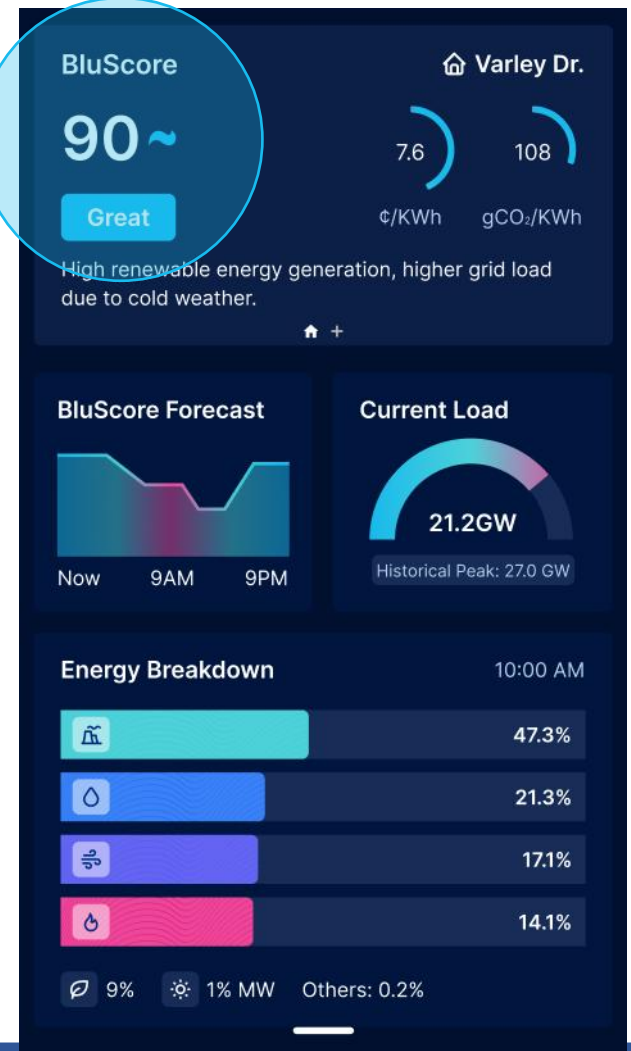 BluScore
Varley Dr.
90~
7.6
108
Great
¢/KWh
gCO₂/KWh
High renewable energy generation, higher grid load
due to cold weather.
BluScore Forecast
Now 9AM 9PM
Current Load
21.2GW
Historical Peak: 27.0 GW
Energy Breakdown
10:00 AM
47.3%
21.3%
17.1%
14.1%
9%
1% MW
Others: 0.2%